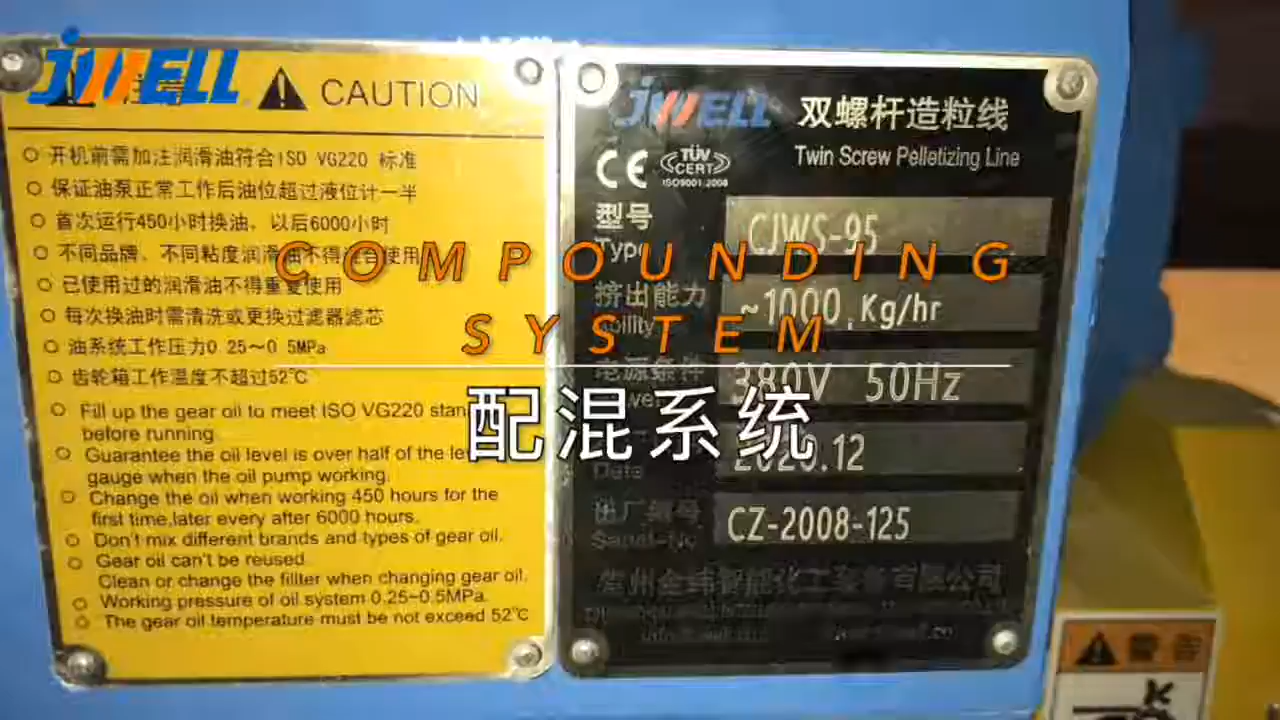 JWELL
CAUTION
开机前需加注润滑油符合ISO VG220 标准
保证油泵正常工作后油位超过液位计一半
首次运行450小时换油，以后6000小时
不同品牌、不同粘度润滑油不得混合使用
已使用过的润滑油不得重复使用
每次换油时需清洗或更换过滤器滤芯
油系统工作压力0.25～0.5MPa
齿轮箱工作温度不超过52℃
Fill up the gear oil to meet ISO VG220
before running
Guarantee the oil level is over half of the
gauge when the oil pump working.
Change the oil when working 450 hours for the
first time,later every after 6000 hours.
Don't mix different brands and types of gear oil.
Gear oil can't be reused.
Clean or change the fillter when changing gear oil.
Working pressure of oil system 0.25~0.5MPa.
The gear oil temperature must be not exceed 52℃
JWELL 双螺杆造粒线
Twin Screw Pelletizing Line
CE TÜV CERT ISO9001:2008
型号
Type CJWS-95
挤出能力
~1000 Kg/hr
380V 50Hz
Date 2020.12
出厂编号
CZ-2008-125
COMPOUNDING
SYSTEM
配混系统
警告